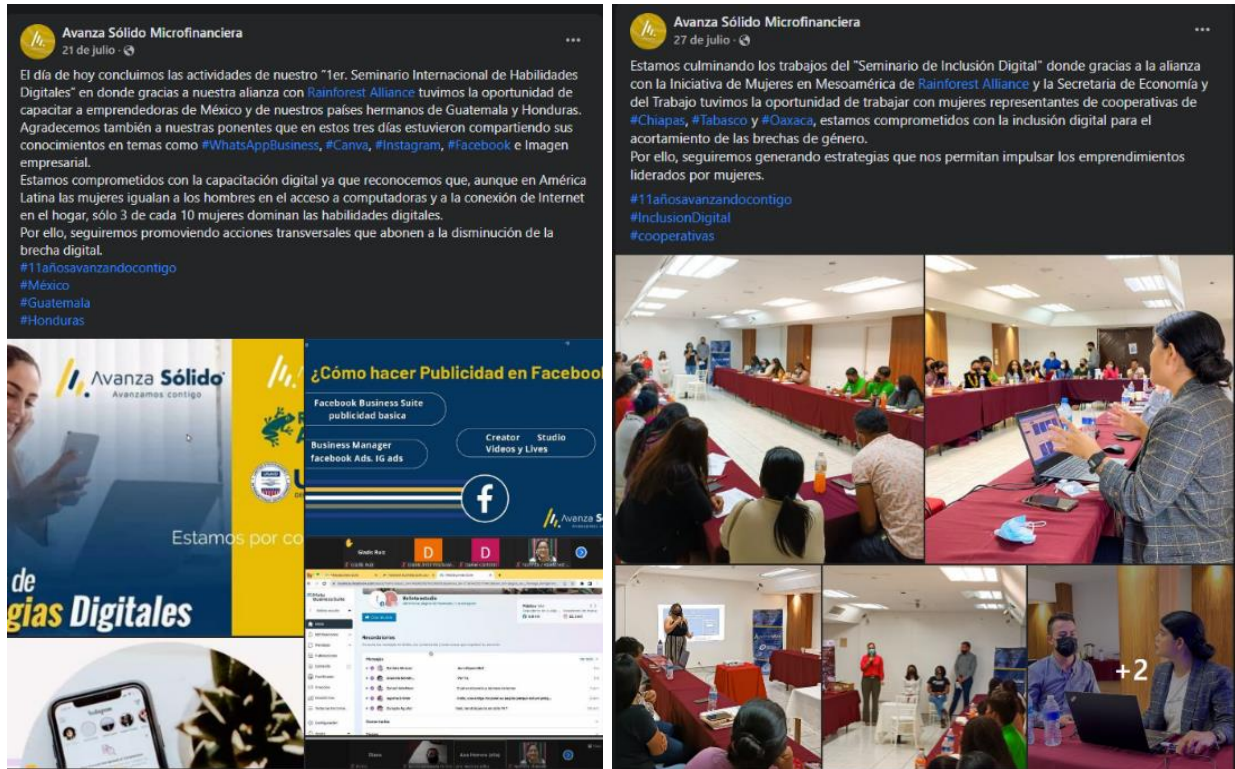 Avanza Sólido Microfinanciera
21 de julio ·
El día de hoy concluimos las actividades de nuestro "1er. Seminario Internacional de Habilidades
Digitales" en donde gracias a nuestra alianza con Rainforest Alliance tuvimos la oportunidad de
capacitar a emprendedoras de México y de nuestros países hermanos de Guatemala y Honduras.
Agradecemos también a nuestras ponentes que en estos tres días estuvieron compartiendo sus
conocimientos en temas como #WhatsAppBusiness, #Canva, #Instagram, #Facebook e Imagen
empresarial.
Estamos comprometidos con la capacitación digital ya que reconocemos que, aunque en América
Latina las mujeres igualan a los hombres en el acceso a computadoras y a la conexión de Internet
en el hogar, sólo 3 de cada 10 mujeres dominan las habilidades digitales.
Por ello, seguiremos promoviendo acciones transversales que abonen a la disminución de la
brecha digital.
#11añosavanzandocontigo
#México
#Guatemala
#Honduras
Avanza Sólido
Avanzamos contigo
Estamos por co
de
gias Digitales
¿Cómo hacer Publicidad en Faceboo
Facebook Business Suite
publicidad basica
Business Manager
facebook Ads. IG ads
Creator Studio
Videos y Lives
Avanza S
D
D
Business Suite
Mensajes
Instagram
Avanza Sólido Microfinanciera
27 de julio ·
Estamos culminando los trabajos del "Seminario de Inclusión Digital" donde gracias a la alianza
con la Iniciativa de Mujeres en Mesoamérica de Rainforest Alliance y la Secretaria de Economía y
del Trabajo tuvimos la oportunidad de trabajar con mujeres representantes de cooperativas de
#Chiapas, #Tabasco y #Oaxaca, estamos comprometidos con la inclusión digital para el
acortamiento de las brechas de género.
Por ello, seguiremos generando estrategias que nos permitan impulsar los emprendimientos
liderados por mujeres.
#11añosavanzandocontigo
#InclusionDigital
#cooperativas
+2